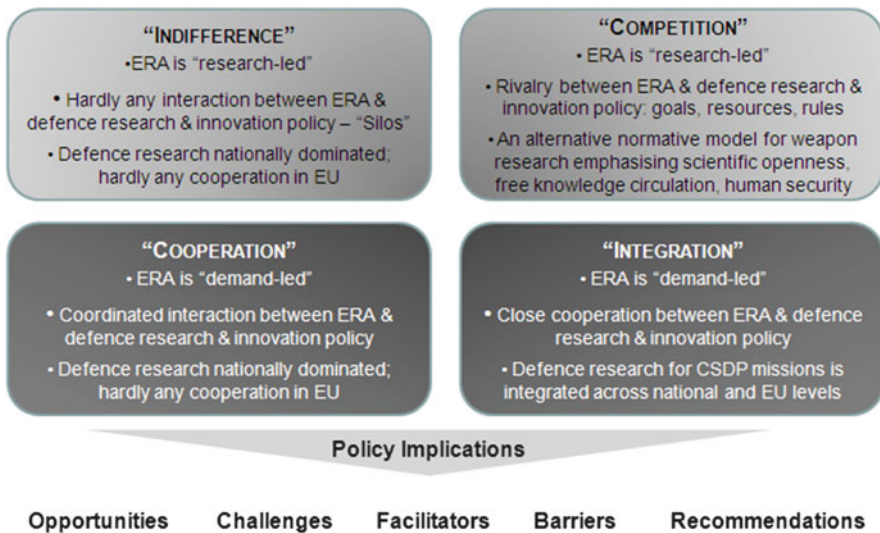 “INDIFFERENCE”
•ERA is “research-led”
• Hardly any interaction between ERA &
defence research & innovation policy – “Silos”
• Defence research nationally dominated;
hardly any cooperation in EU
“COMPETITION”
• ERA is “research-led”
• Rivalry between ERA & defence research &
innovation policy: goals, resources, rules
• An alternative normative model for weapon
research emphasising scientific openness,
free knowledge circulation, human security
“COOPERATION”
• ERA is “demand-led”
• Coordinated interaction between ERA &
defence research & innovation policy
• Defence research nationally dominated;
hardly any cooperation in EU
“INTEGRATION”
• ERA is “demand-led”
• Close cooperation between ERA & defence
research & innovation policy
• Defence research for CSDP missions is
integrated across national and EU levels
Policy Implications
Opportunities Challenges Facilitators Barriers Recommendations